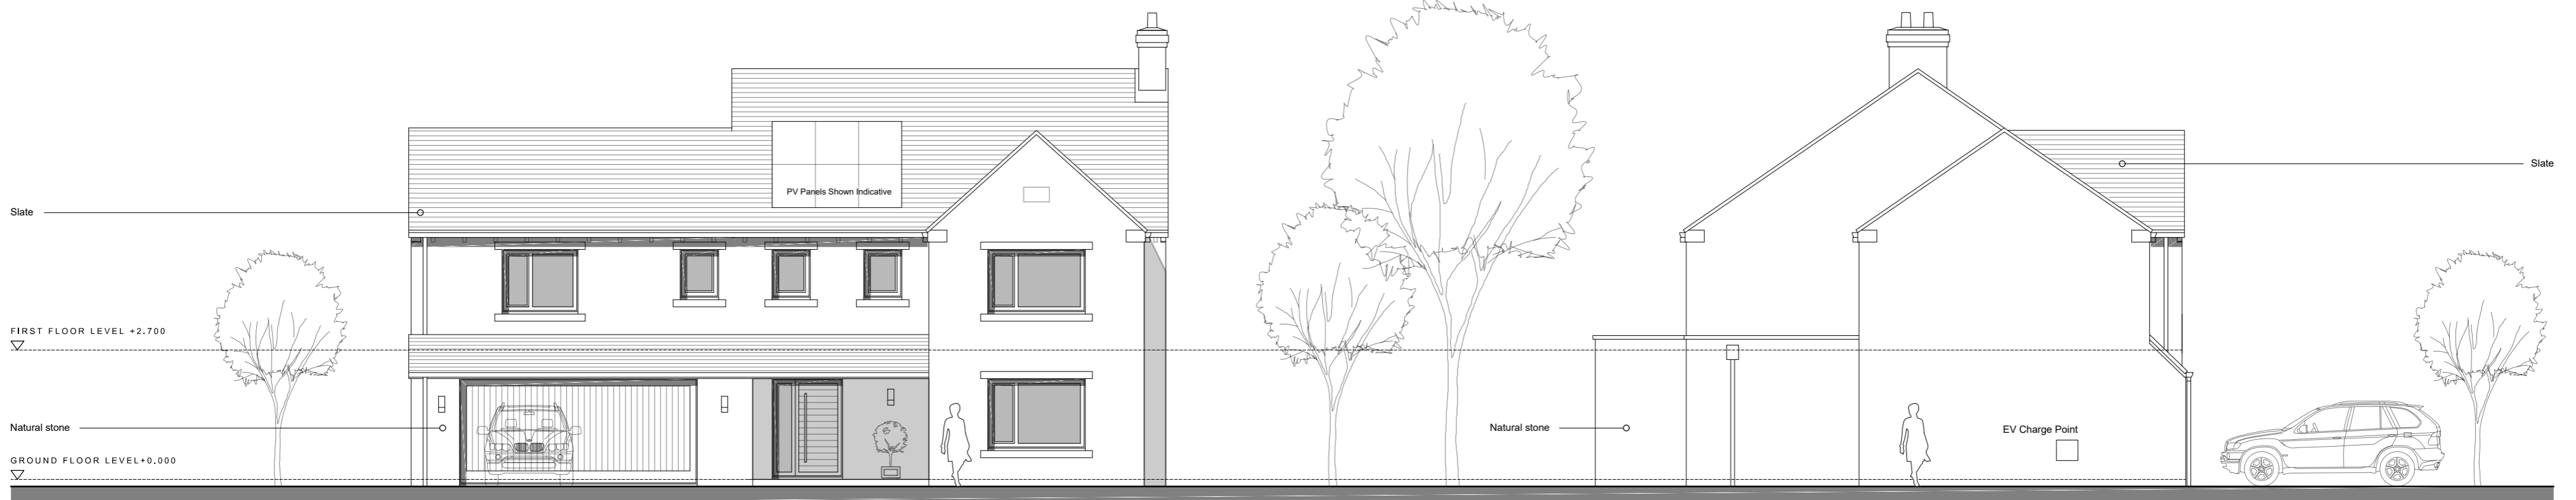 PV Panels Shown Indicative
Slate
Slate
FIRST FLOOR LEVEL +2.700
Natural stone
Natural stone
EV Charge Point
GROUND FLOOR LEVEL+0.000